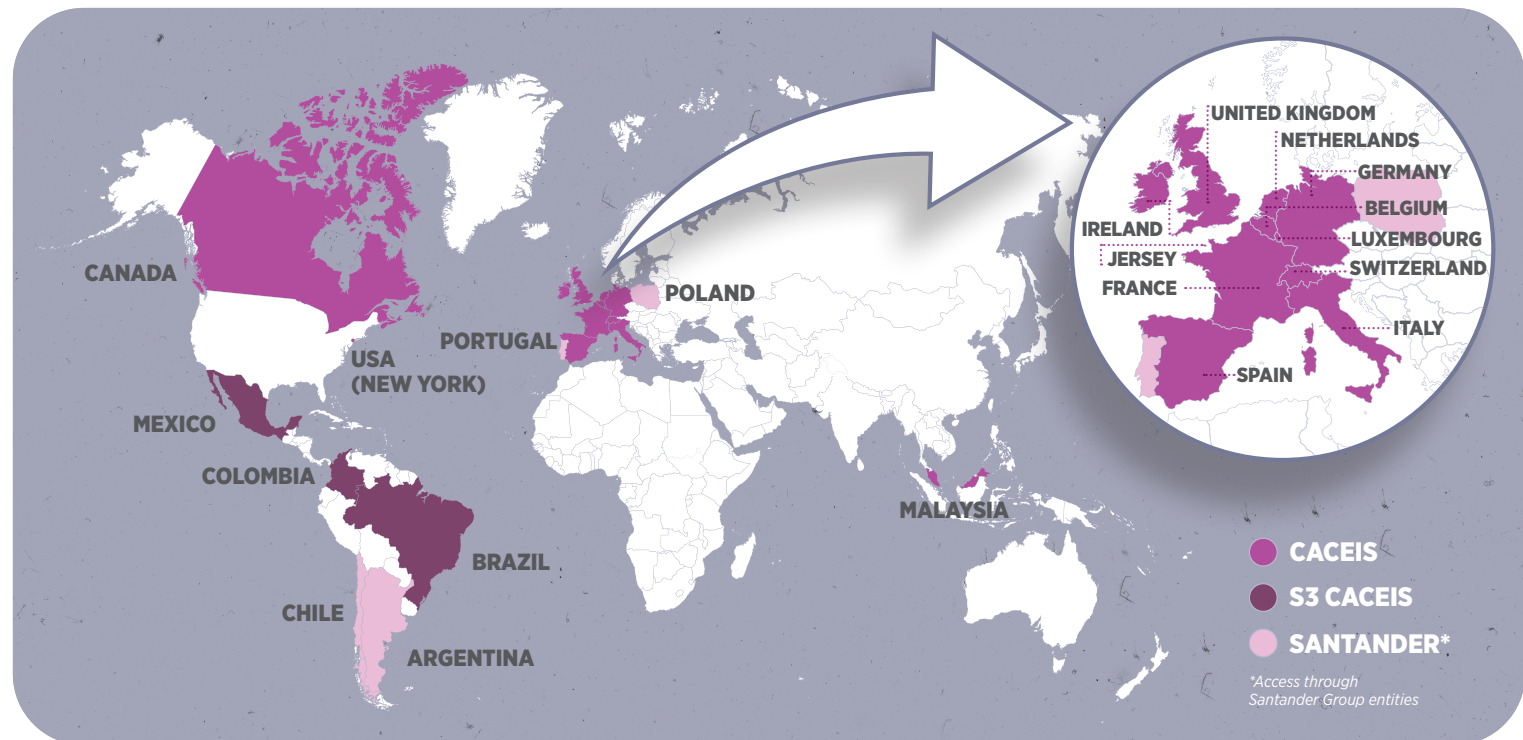 CANADA
USA
(NEW YORK)
MEXICO
COLOMBIA
BRAZIL
CHILE
ARGENTINA
PORTUGAL
POLAND
MALAYSIA
UNITED KINGDOM
NETHERLANDS
GERMANY
BELGIUM
IRELAND
LUXEMBOURG
JERSEY
SWITZERLAND
FRANCE
ITALY
SPAIN
CACEIS
S3 CACEIS
SANTANDER*
*Access through
Santander Group entities